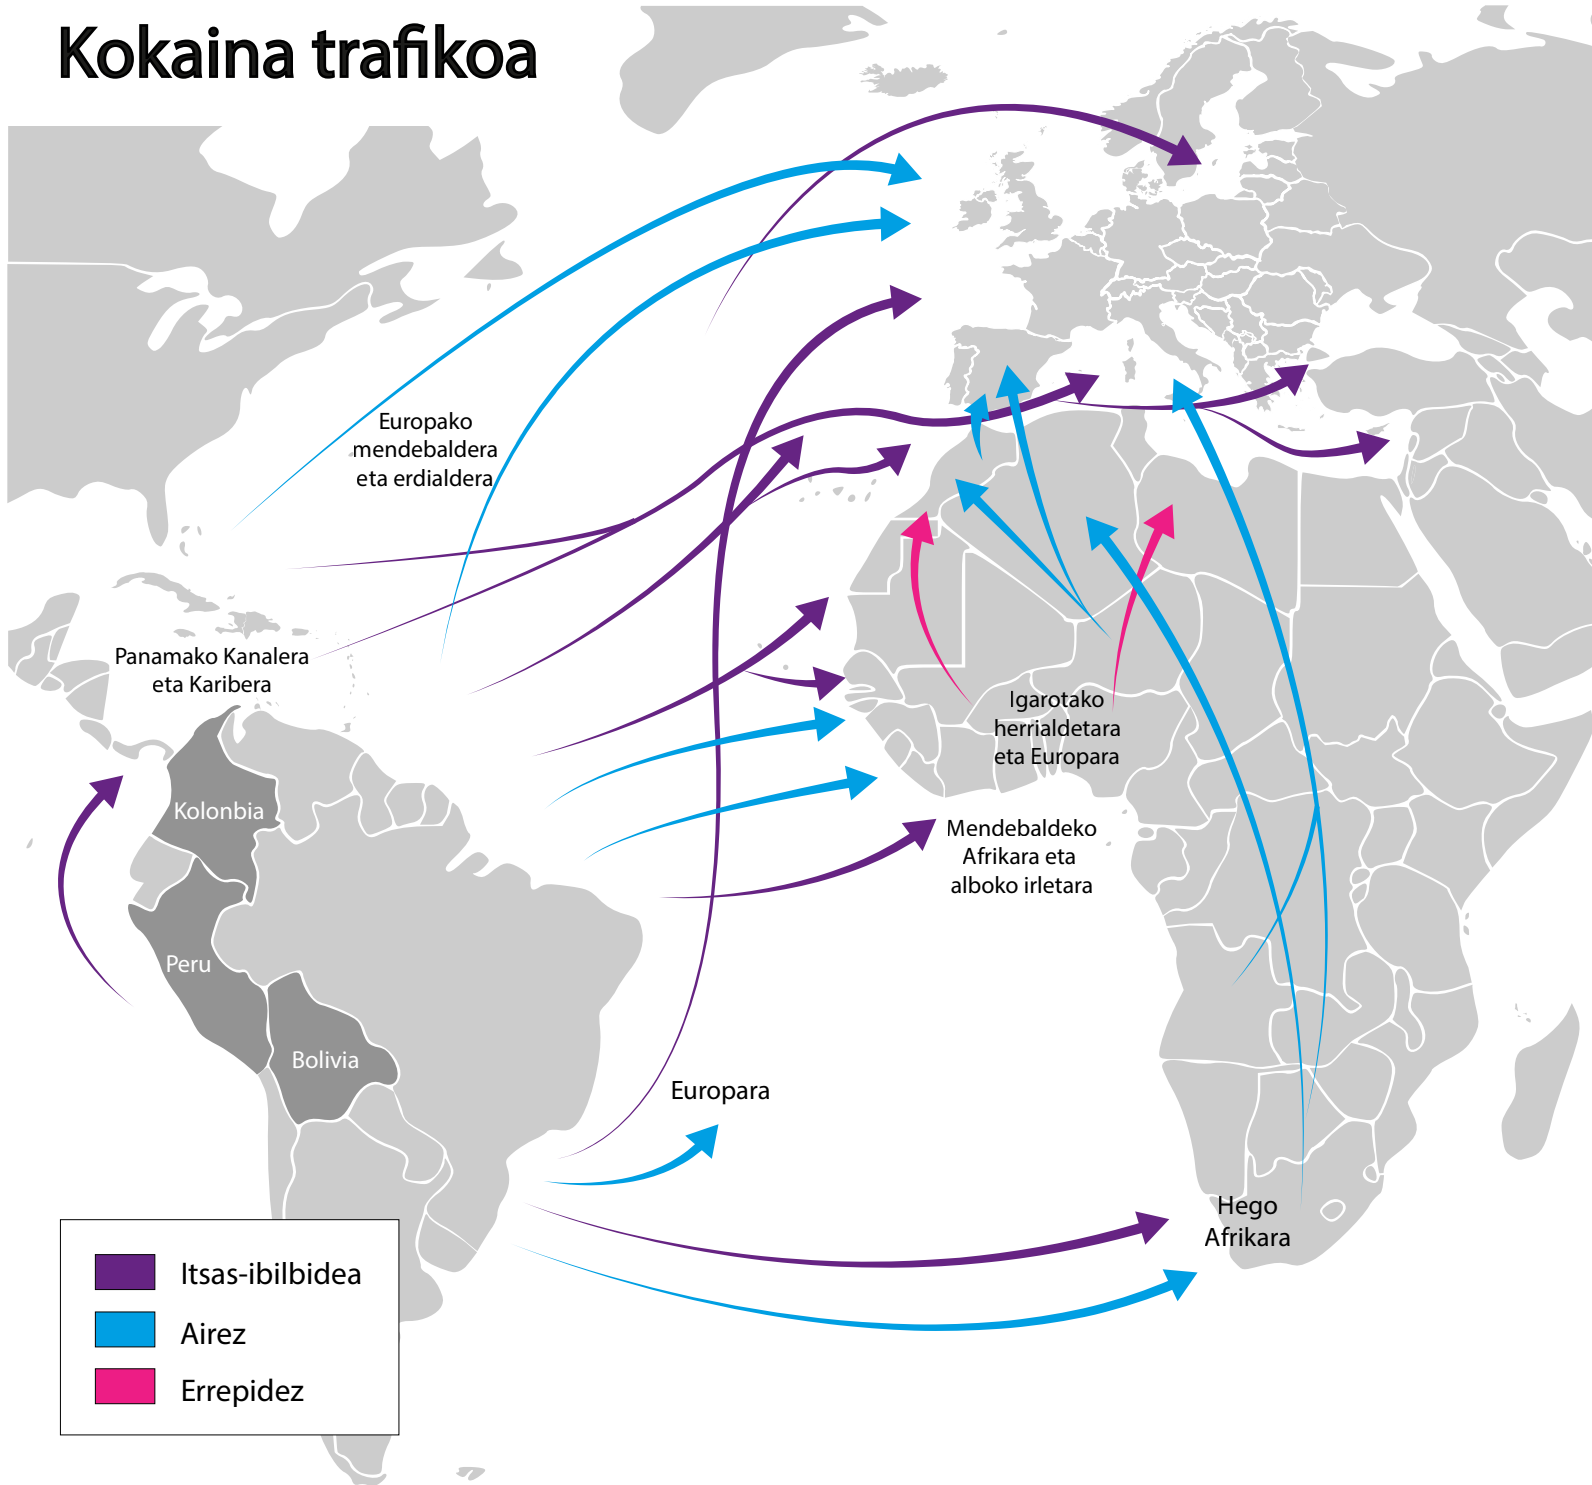 Kokaina trafikoa
Europako
mendebaldera
eta erdialdera
Panamako Kanalera
eta Karibera
Kolonbia
Peru
Bolivia
Igarotako
herrialdetara
eta Europara
Mendebaldeko
Afrikara eta
alboko irletara
Europara
Hego
Afrikara
Itsas-ibilbidea
Airez
Errepidez